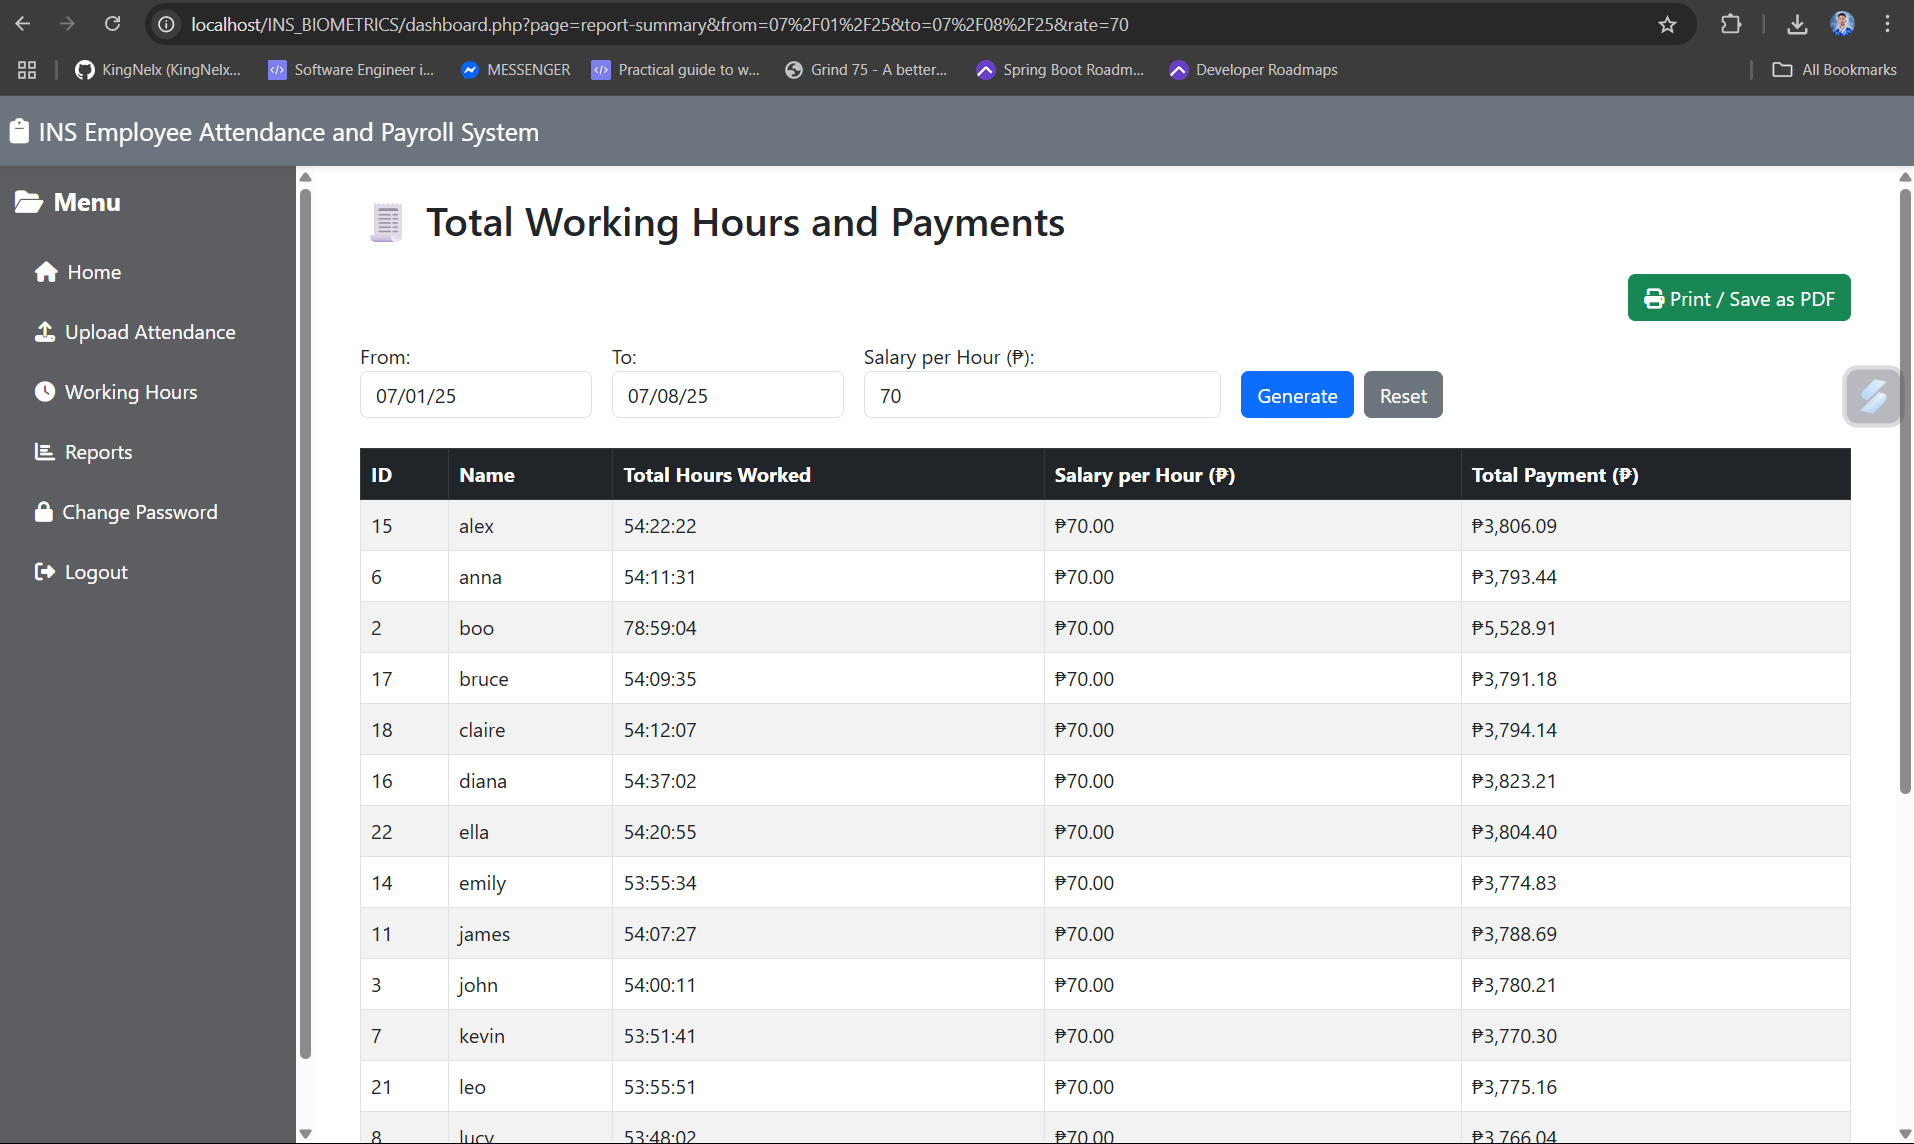 localhost/INS_BIOMETRICS/dashboard.php?page=report-summary&from=07%2F01%2F25&to=07%2F08%2F25&rate=70
KingNelx (KingNelx... Software Engineer i... MESSENGER Practical guide to w... Grind 75 - A better... Spring Boot Roadm... Developer Roadmaps All Bookmarks
INS Employee Attendance and Payroll System
Menu
Home
Upload Attendance
Working Hours
Reports
Change Password
Logout
Total Working Hours and Payments
Print / Save as PDF
From: To: Salary per Hour (₱):
07/01/25 07/08/25 70 Generate Reset
ID Name Total Hours Worked Salary per Hour (₱) Total Payment (₱)
15 alex 54:22:22 ₱70.00 ₱3,806.09
6 anna 54:11:31 ₱70.00 ₱3,793.44
2 boo 78:59:04 ₱70.00 ₱5,528.91
17 bruce 54:09:35 ₱70.00 ₱3,791.18
18 claire 54:12:07 ₱70.00 ₱3,794.14
16 diana 54:37:02 ₱70.00 ₱3,823.21
22 ella 54:20:55 ₱70.00 ₱3,804.40
14 emily 53:55:34 ₱70.00 ₱3,774.83
11 james 54:07:27 ₱70.00 ₱3,788.69
3 john 54:00:11 ₱70.00 ₱3,780.21
7 kevin 53:51:41 ₱70.00 ₱3,770.30
21 leo 53:55:51 ₱70.00 ₱3,775.16
8 lucy 53:48:02 ₱70.00 ₱3,766.04